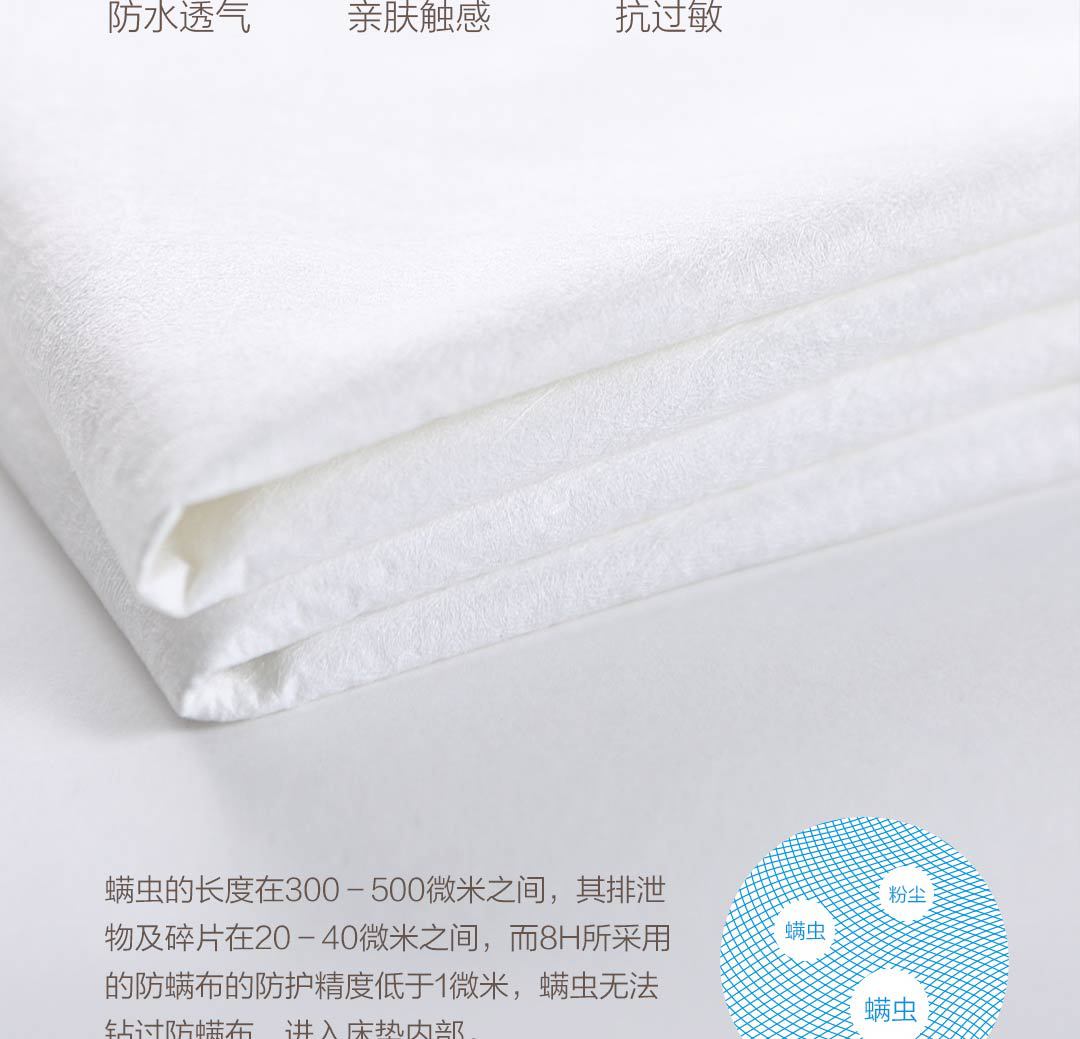 防水透气 亲肤触感 抗过敏
螨虫的长度在300-500微米之间，其排泄
物及碎片在20-40微米之间，而8H所采用
的防螨布的防护精度低于1微米，螨虫无法
钻过防螨布，进入床垫内部。
粉尘
螨虫
螨虫